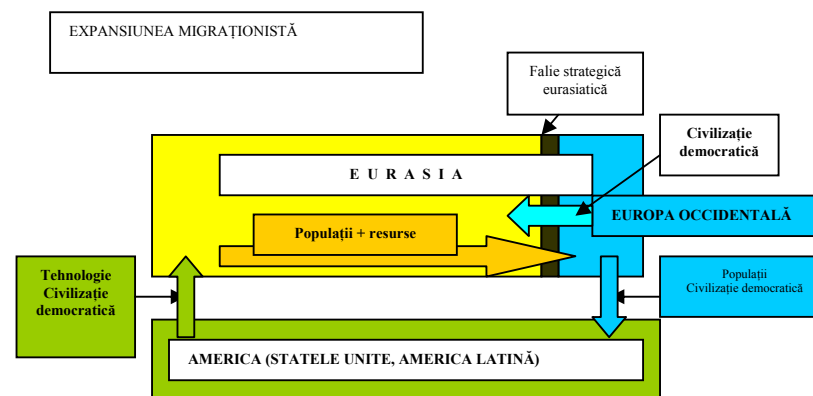 EXPANSIUNEA MIGRAȚIONISTĂ
Falie strategică
eurasiatică
Civilizație
democratică
E U R A S I A
EUROPA OCCIDENTALĂ
Populații + resurse
Tehnologie
Civilizație
democratică
Populații
Civilizație democratică
AMERICA (STATELE UNITE, AMERICA LATINĂ)